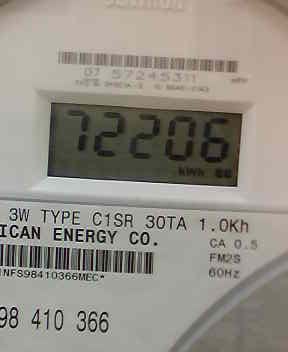 07 57245311
72206
kWh
3W TYPE C1SR 30TA 1.0Kh
ICAN ENERGY CO.
CA 0.5
FM2S
60Hz
1NFS98410366MEC*
98 410 366